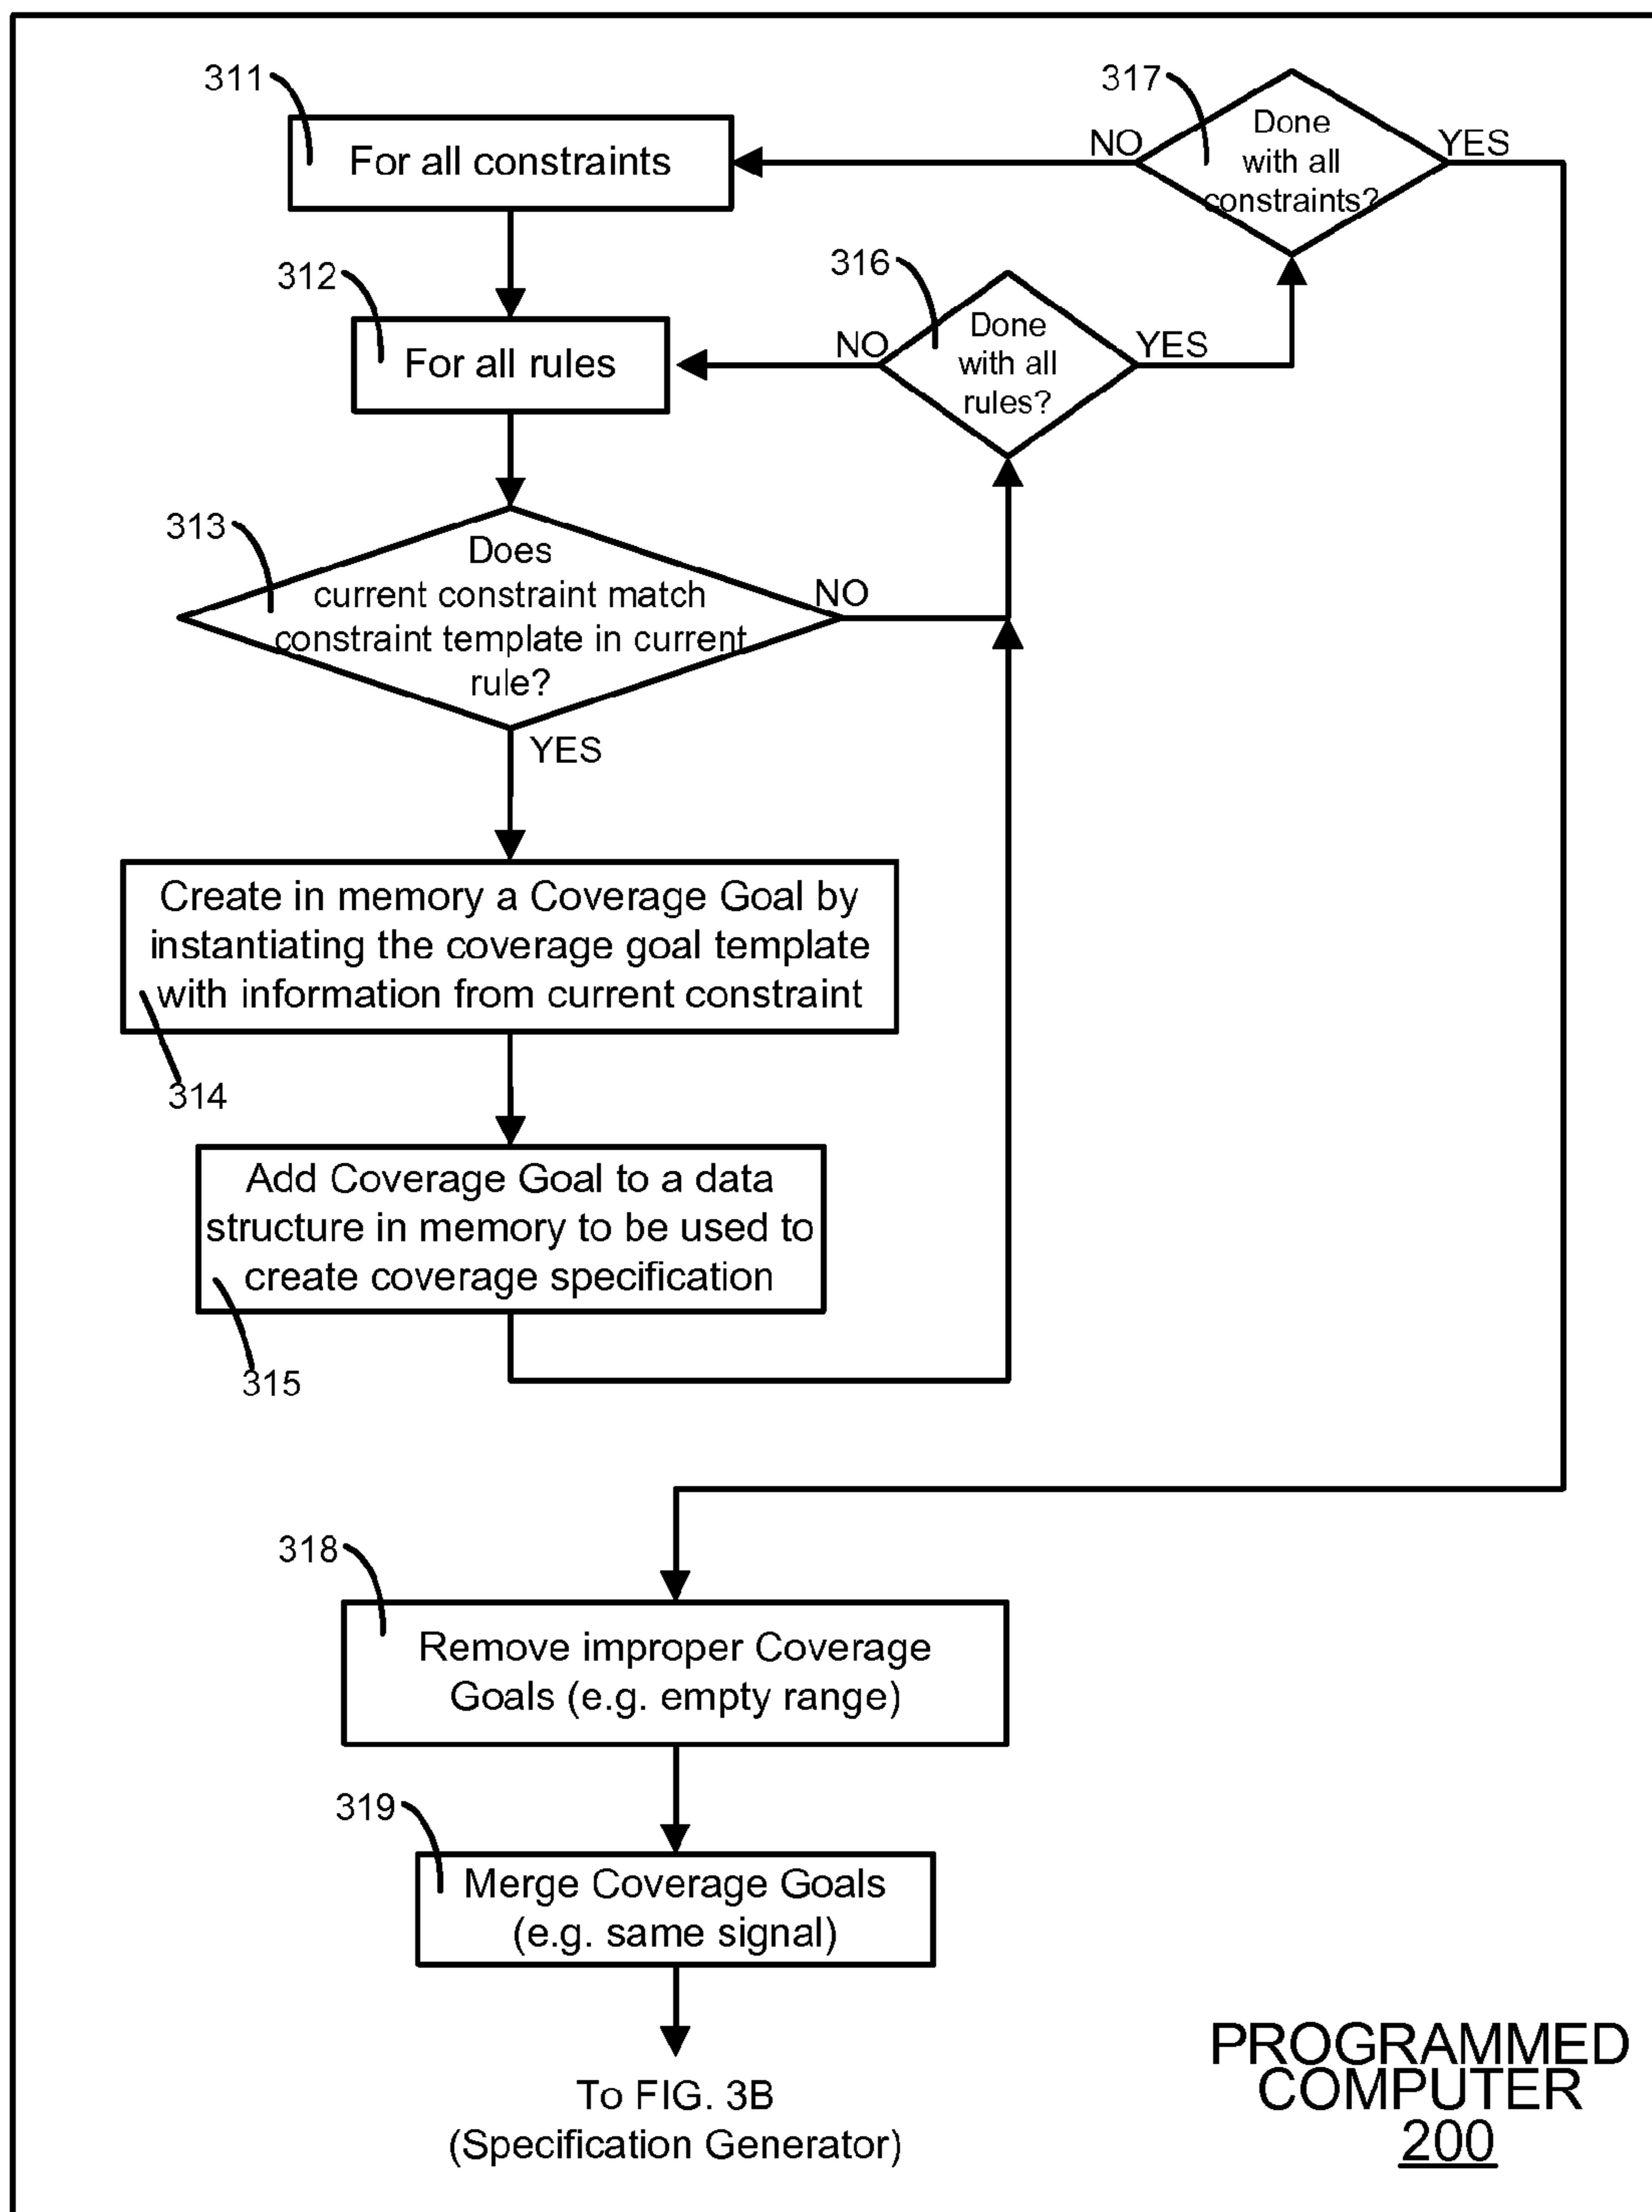 311
For all constraints
317
Done
with all
constraints?
NO
YES
312
For all rules
316
Done
with all
rules?
NO
YES
313
Does
current constraint match
constraint template in current
rule?
NO
YES
Create in memory a Coverage Goal by
instantiating the coverage goal template
with information from current constraint
314
Add Coverage Goal to a data
structure in memory to be used to
create coverage specification
315
318
Remove improper Coverage
Goals (e.g. empty range)
319
Merge Coverage Goals
(e.g. same signal)
To FIG. 3B
(Specification Generator)
PROGRAMMED
COMPUTER
200